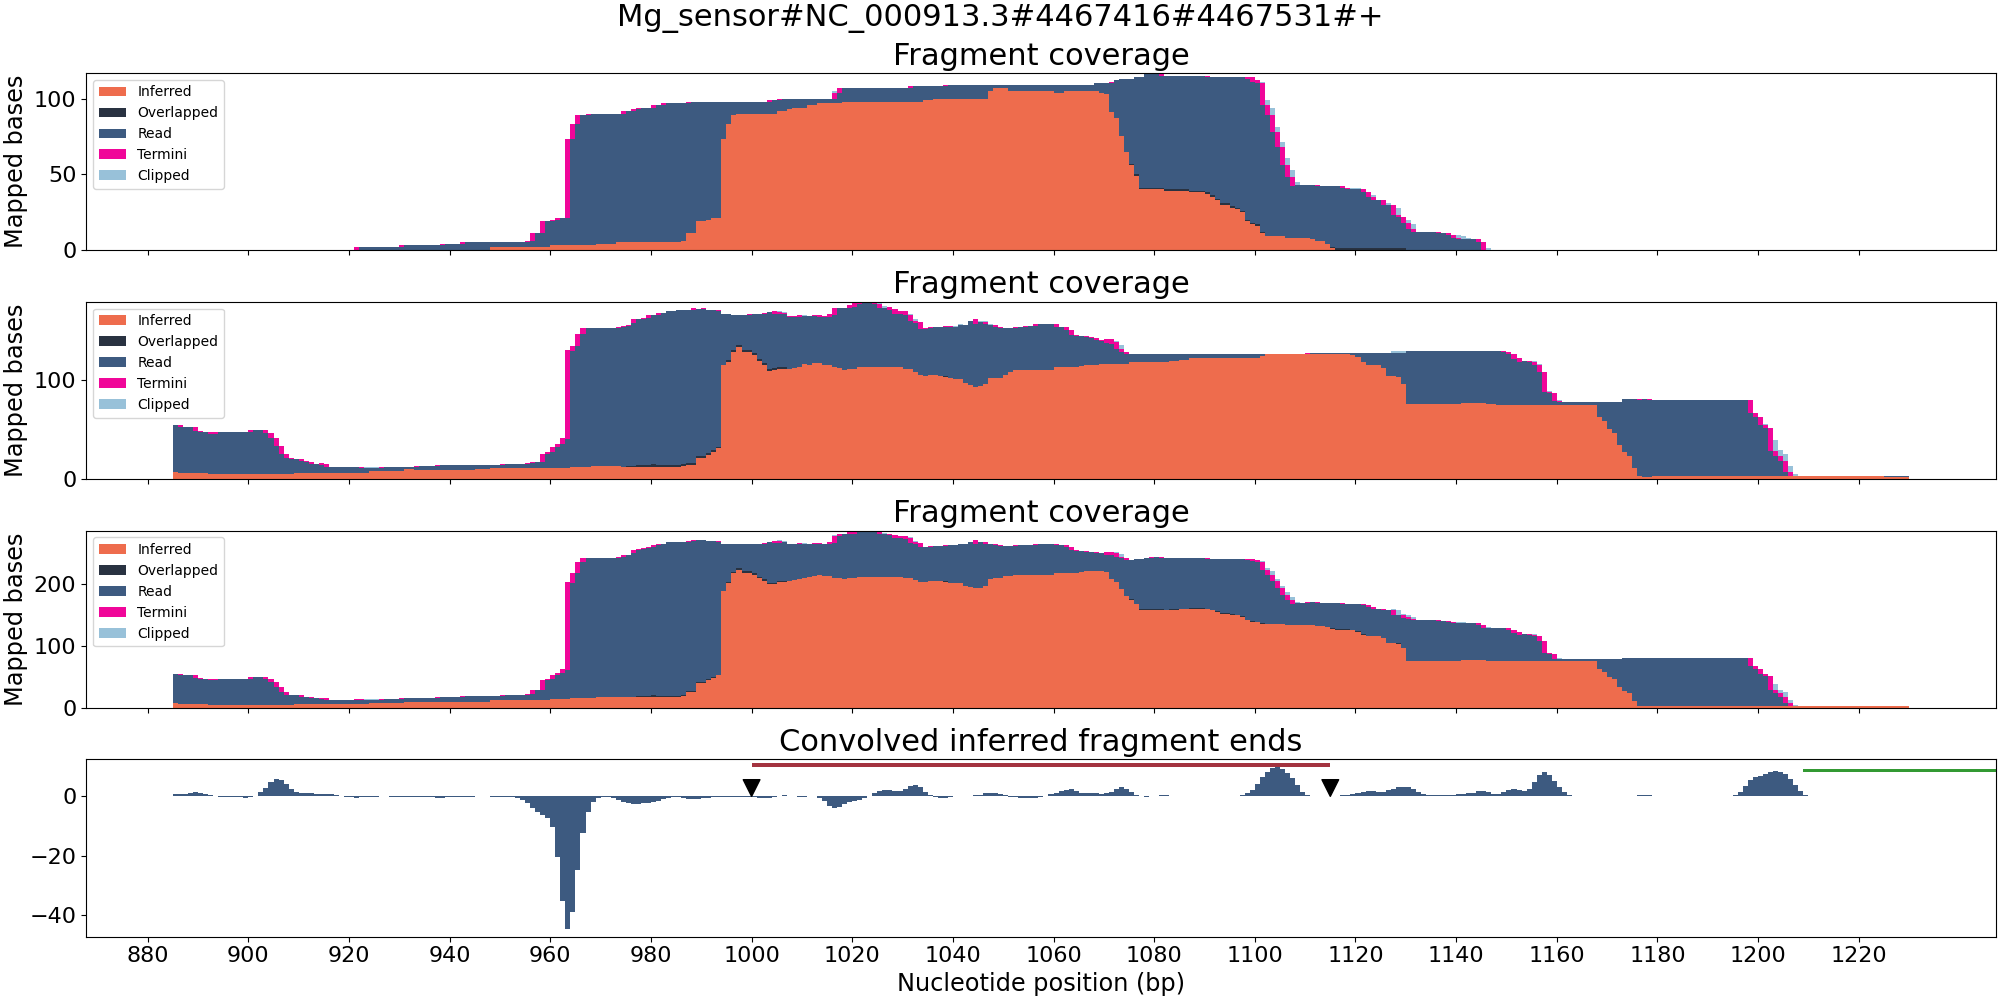 Mg_sensor#NC_000913.3#4467416#4467531#+
Fragment coverage
Mapped bases
100
50
0
Inferred
Overlapped
Read
Termini
Clipped
Fragment coverage
Mapped bases
100
0
Inferred
Overlapped
Read
Termini
Clipped
Fragment coverage
Mapped bases
200
100
0
Inferred
Overlapped
Read
Termini
Clipped
Convolved inferred fragment ends
0
−20
−40
880 900 920 940 960 980 1000 1020 1040 1060 1080 1100 1120 1140 1160 1180 1200 1220
Nucleotide position (bp)